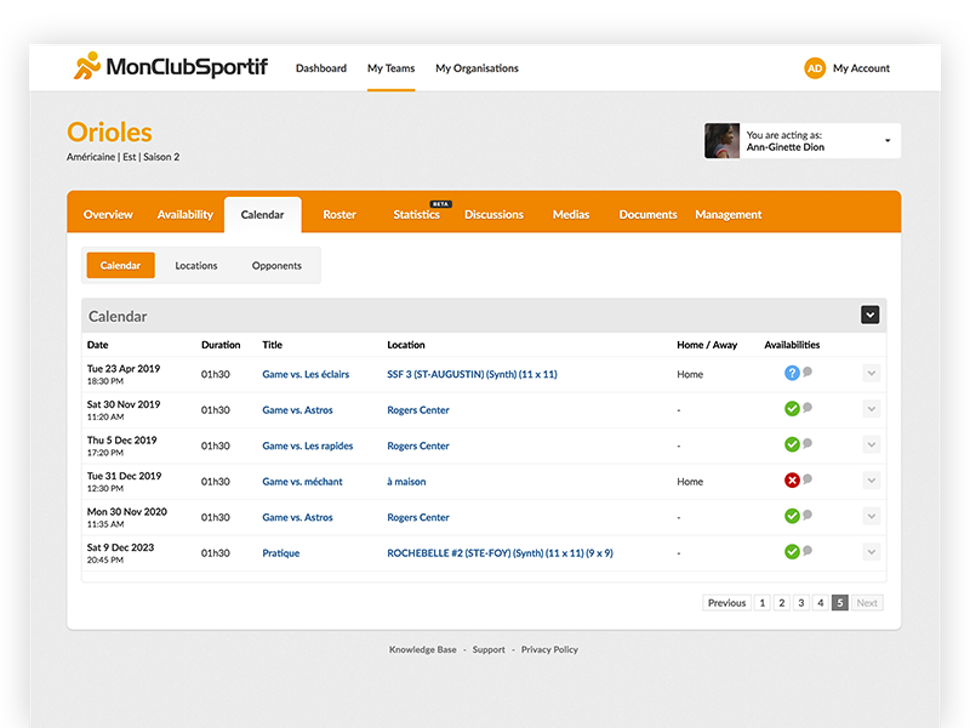 MonClubSportif Dashboard My Teams My Organisations AD My Account
Orioles
Américaine | Est | Saison 2
You are acting as:
Ann-Ginette Dion
Overview Availability Calendar Roster Statistics BETA Discussions Medias Documents Management
Calendar Locations Opponents
Calendar
Date Duration Title Location Home / Away Availabilities
Tue 23 Apr 2019
18:30 PM
01h30 Game vs. Les éclairs SSF 3 (ST-AUGUSTIN) (Synth) (11 x 11) Home ?
Sat 30 Nov 2019
11:20 AM
01h30 Game vs. Astros Rogers Center -
Thu 5 Dec 2019
17:20 PM
01h30 Game vs. Les rapides Rogers Center -
Tue 31 Dec 2019
12:30 PM
01h30 Game vs. méchant à maison Home
Mon 30 Nov 2020
11:35 AM
01h30 Game vs. Astros Rogers Center -
Sat 9 Dec 2023
20:45 PM
01h30 Pratique ROCHEBELLE #2 (STE-FOY) (Synth) (11 x 11) (9 x 9) -
Previous 1 2 3 4 5 Next
Knowledge Base - Support - Privacy Policy